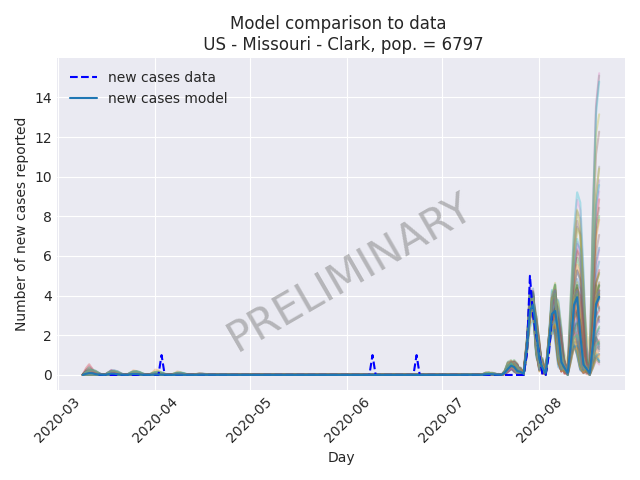 Model comparison to data
US - Missouri - Clark, pop. = 6797
new cases data
new cases model
Number of new cases reported
14
12
10
8
6
4
2
0
PRELIMINARY
2020-03
2020-04
2020-05
2020-06
2020-07
2020-08
Day